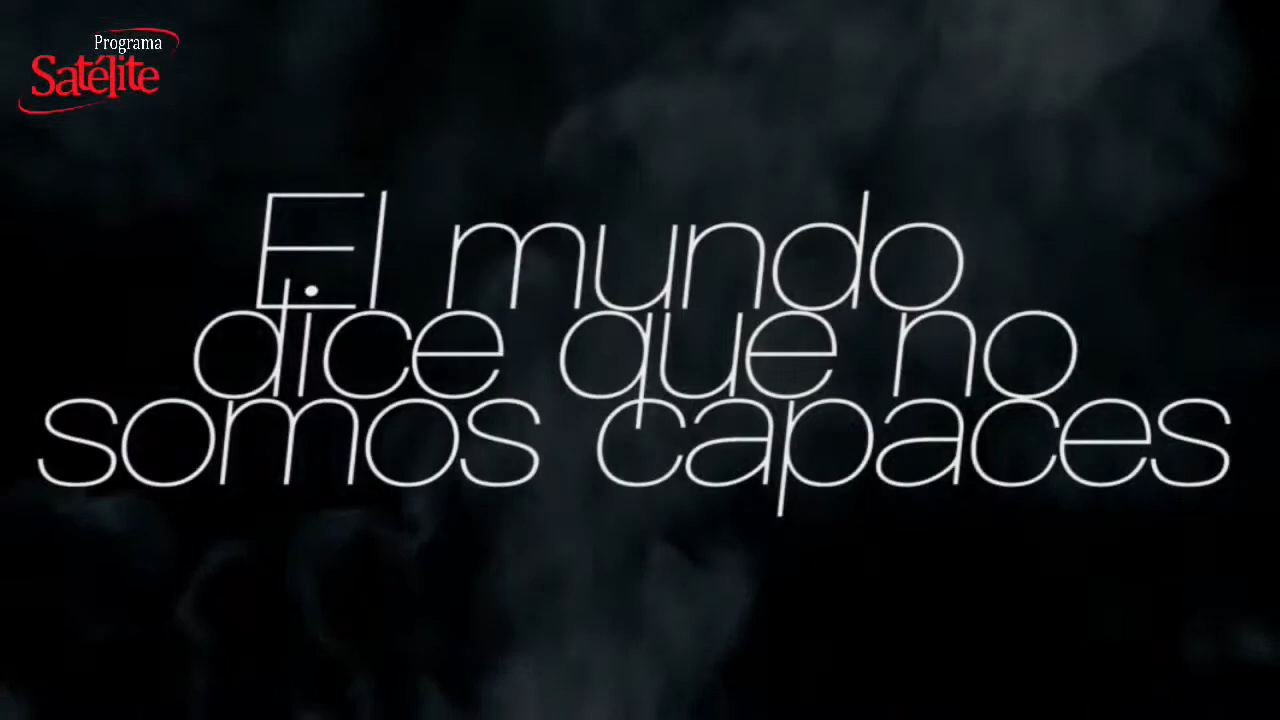 Programa
Satélite
El mundo
dice que no
somos capaces